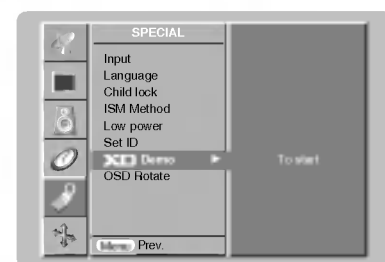 SPECIAL
Input
Language
Child lock
ISM Method
Low power
Set ID
XD Demo To start
OSD Rotate
Menu Prev.